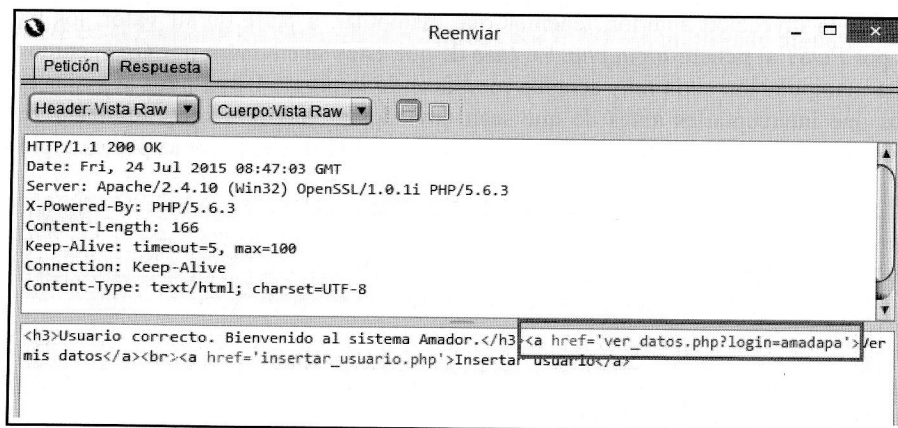 Reenviar
Petición Respuesta
Header: Vista Raw Cuerpo:Vista Raw
HTTP/1.1 200 OK
Date: Fri, 24 Jul 2015 08:47:03 GMT
Server: Apache/2.4.10 (Win32) OpenSSL/1.0.1i PHP/5.6.3
X-Powered-By: PHP/5.6.3
Content-Length: 166
Keep-Alive: timeout=5, max=100
Connection: Keep-Alive
Content-Type: text/html; charset=UTF-8
<h3>Usuario correcto. Bienvenido al sistema Amador.</h3><a href='ver_datos.php?login=amadapa'>Ver
mis datos</a><br><a href='insertar_usuario.php'>Insertar usuario</a>